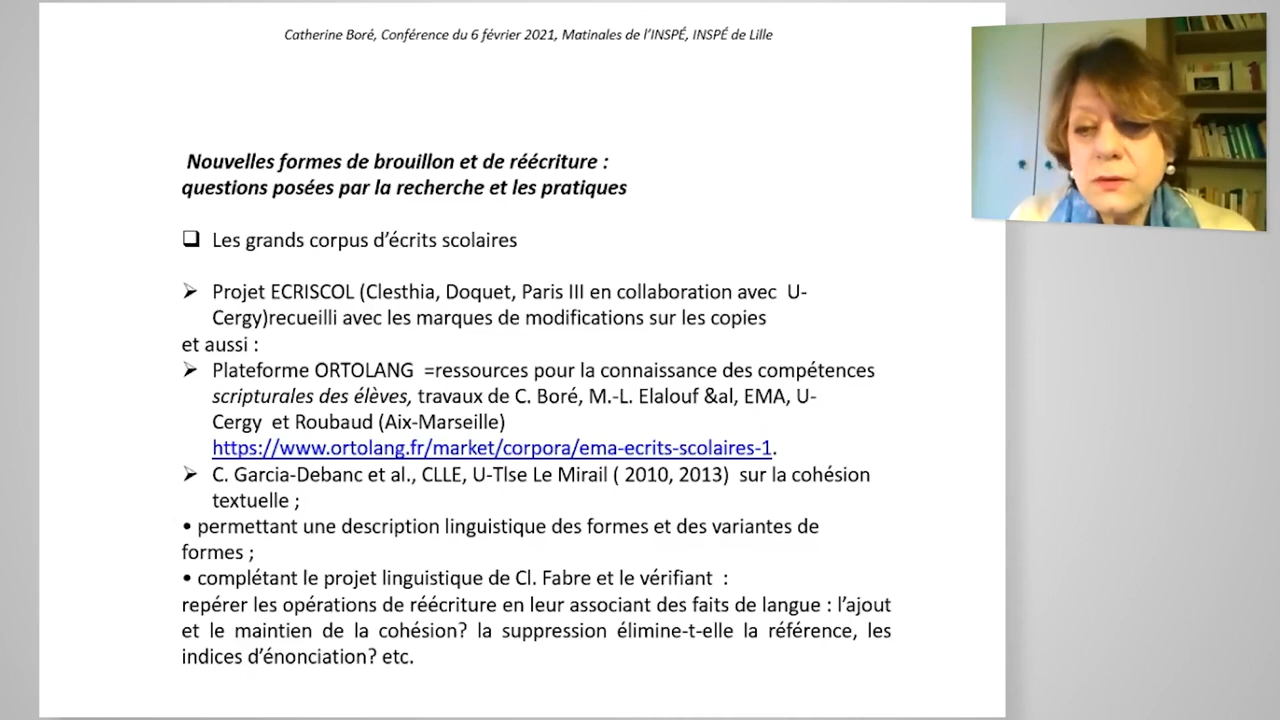 Catherine Boré, Conférence du 6 février 2021, Matinales de l'INSPÉ, INSPÉ de Lille
Nouvelles formes de brouillon et de réécriture :
questions posées par la recherche et les pratiques
❑ Les grands corpus d'écrits scolaires
➢ Projet ECRISCOL (Clesthia, Doquet, Paris III en collaboration avec U-
Cergy)recueilli avec les marques de modifications sur les copies
et aussi :
➢ Plateforme ORTOLANG =ressources pour la connaissance des compétences
scripturales des élèves, travaux de C. Boré, M.-L. Elalouf &al, EMA, U-
Cergy et Roubaud (Aix-Marseille)
https://www.ortolang.fr/market/corpora/ema-ecrits-scolaires-1.
➢ C. Garcia-Debanc et al., CLLE, U-Tlse Le Mirail ( 2010, 2013) sur la cohésion
textuelle ;
• permettant une description linguistique des formes et des variantes de
formes ;
• complétant le projet linguistique de Cl. Fabre et le vérifiant :
repérer les opérations de réécriture en leur associant des faits de langue : l'ajout
et le maintien de la cohésion? la suppression élimine-t-elle la référence, les
indices d'énonciation? etc.